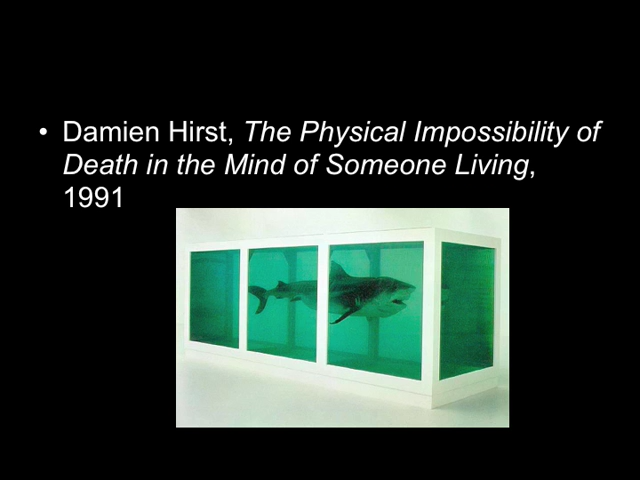 • Damien Hirst, The Physical Impossibility of
Death in the Mind of Someone Living,
1991